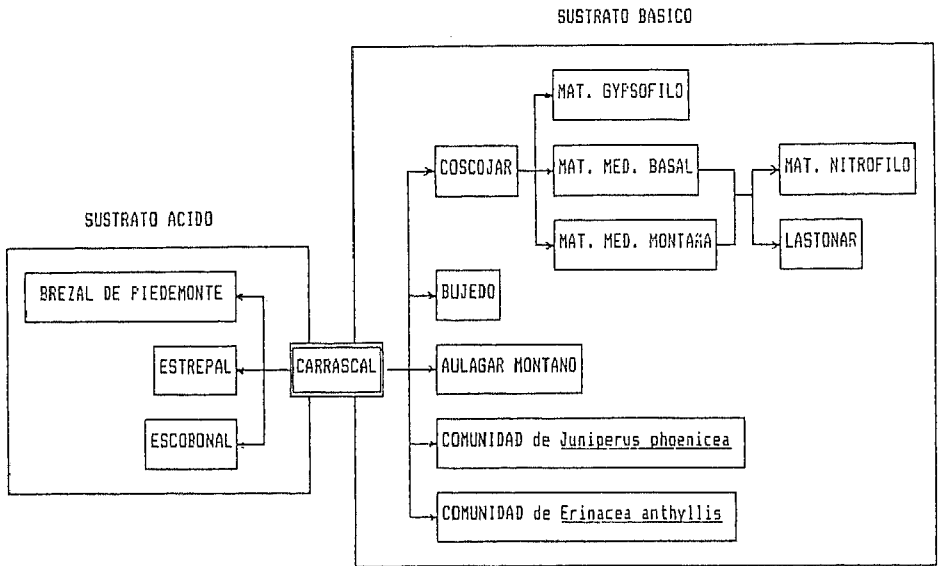 SUSTRATO BASICO
MAT. GYPSOFILO
COSCOJAR
MAT. MED. BASAL
MAT. NITROFILO
MAT. MED. MONTAÑA
LASTONAR
SUSTRATO ACIDO
BREZAL DE PIEDEMONTE
BUJEDO
ESTREPAL
CARRASCAL
AULAGAR MONTANO
ESCOBONAL
COMUNIDAD de Juniperus phoenicea
COMUNIDAD de Erinacea anthyllis